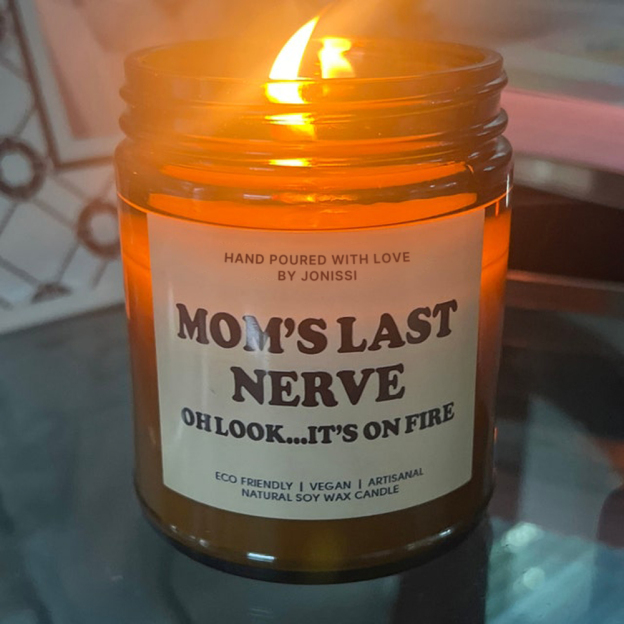 HAND POURED WITH LOVE
BY JONISSI
MOM'S LAST
NERVE
OH LOOK...IT'S ON FIRE
ECO FRIENDLY | VEGAN | ARTISANAL
NATURAL SOY WAX CANDLE